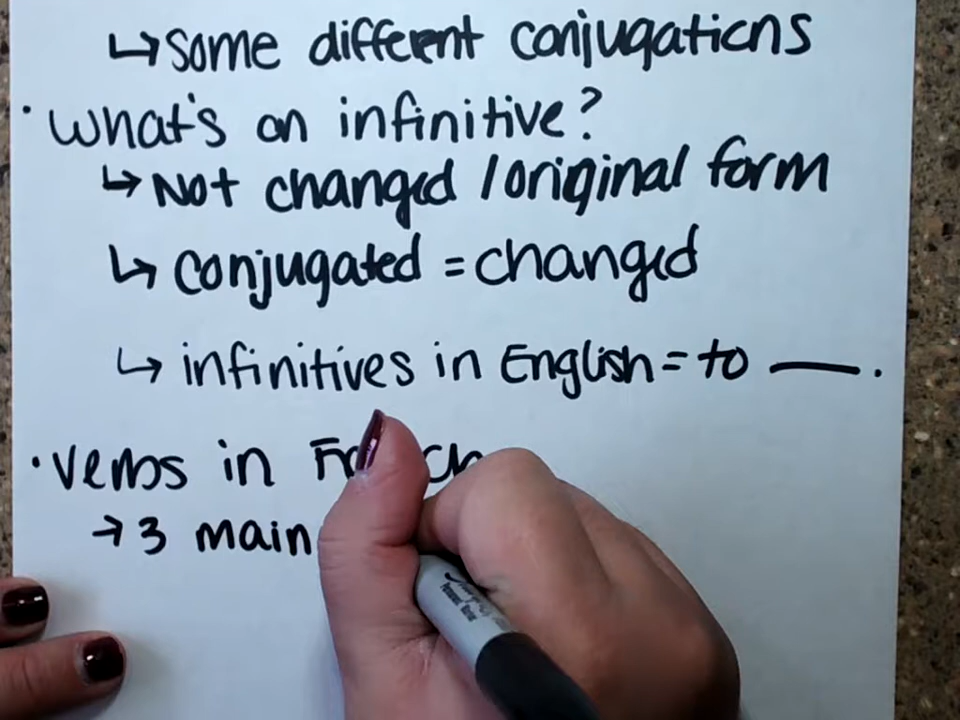 ↳ some different conjugations
• What's an infinitive?
↳ Not changed / original form
↳ conjugated = changed
↳ infinitives in English = to ___.
• verbs in
→ 3 main